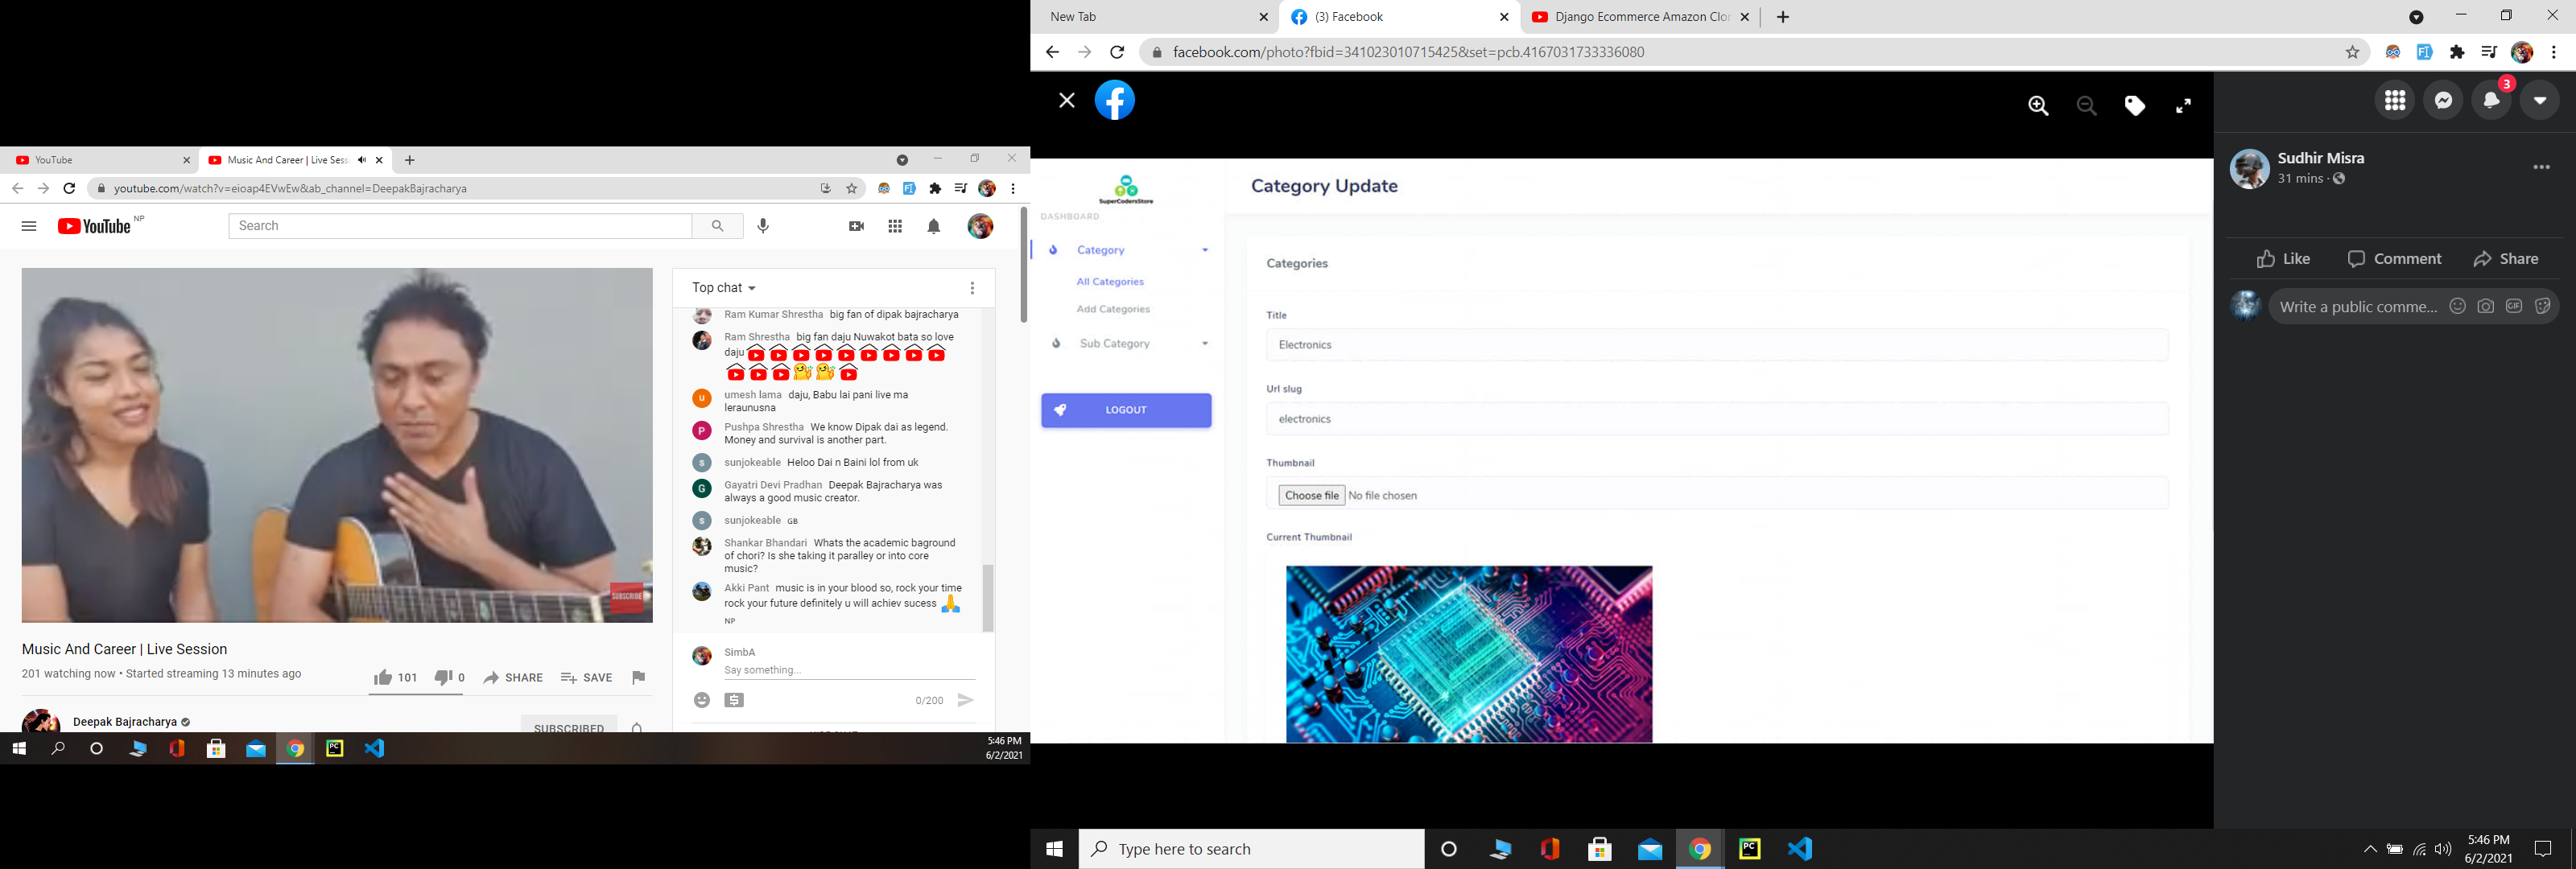 YouTube
Music And Career | Live Sess
youtube.com/watch?v=eioap4EVwEw&ab_channel=DeepakBajracharya
YouTube NP
Search
SUBSCRIBE
Music And Career | Live Session
201 watching now • Started streaming 13 minutes ago
101
0
SHARE
SAVE
Deepak Bajracharya
SUBSCRIBED
Top chat
Ram Kumar Shrestha big fan of dipak bajracharya
Ram Shrestha big fan daju Nuwakot bata so love
daju
umesh lama daju, Babu lai pani live ma
leraunusna
Pushpa Shrestha We know Dipak dai as legend.
Money and survival is another part.
sunjokeable Heloo Dai n Baini lol from uk
Gayatri Devi Pradhan Deepak Bajracharya was
always a good music creator.
sunjokeable GB
Shankar Bhandari Whats the academic baground
of chori? Is she taking it paralley or into core
music?
Akki Pant music is in your blood so, rock your time
rock your future definitely u will achiev sucess
NP
SimbA
Say something...
0/200
5:46 PM
6/2/2021
New Tab
(3) Facebook
Django Ecommerce Amazon Clo
facebook.com/photo?fbid=341023010715425&set=pcb.4167031733336080
SuperCodersStore
DASHBOARD
Category
All Categories
Add Categories
Sub Category
LOGOUT
Category Update
Categories
Title
Electronics
Url slug
electronics
Thumbnail
Choose file No file chosen
Current Thumbnail
3
Sudhir Misra
31 mins ·
Like
Comment
Share
Write a public comme...
GIF
Type here to search
PC
5:46 PM
6/2/2021